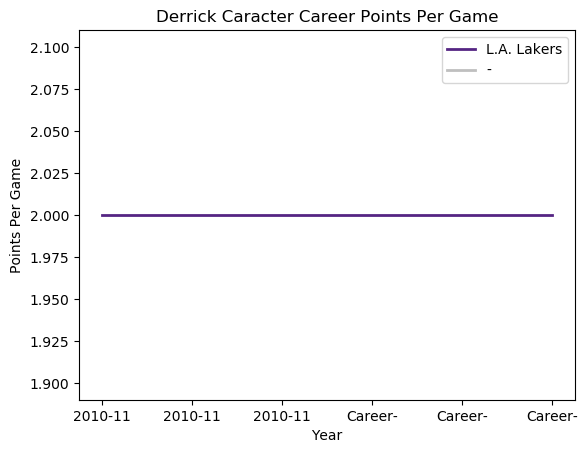 Derrick Caracter Career Points Per Game
L.A. Lakers
-
Points Per Game
2.100
2.075
2.050
2.025
2.000
1.975
1.950
1.925
1.900
2010-11 2010-11 2010-11 Career- Career- Career-
Year